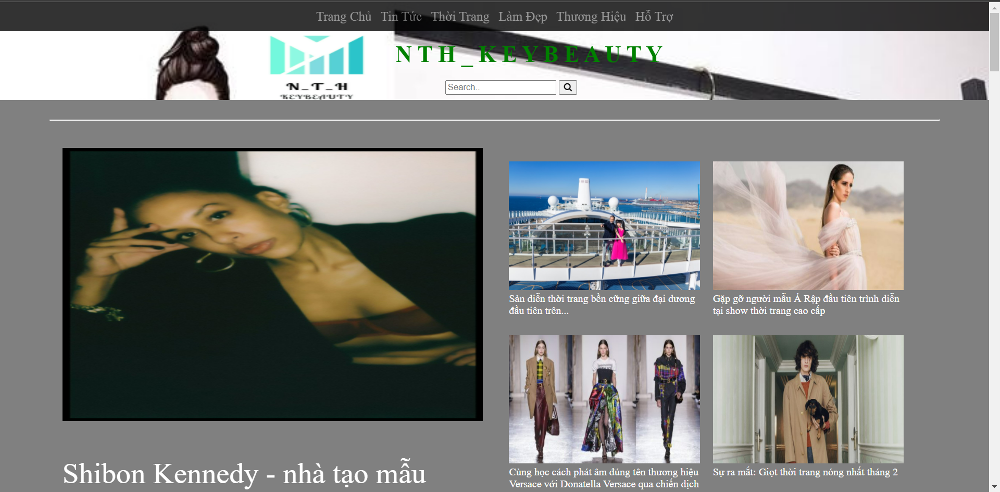 Trang Chủ Tin Tức Thời Trang Làm Đẹp Thương Hiệu Hỗ Trợ
N_T_H
KEYBEAUTY
NTH_KEYBEAUTY
Search..
Sàn diễn thời trang bền cững giữa đại dương
đầu tiên trên...
Gặp gỡ người mẫu Ả Rập đầu tiên trình diễn
tại show thời trang cao cấp
Cùng học cách phát âm đúng tên thương hiệu
Versace với Donatella Versace qua chiến dịch
Sự ra mắt: Giọt thời trang nóng nhất tháng 2
Shibon Kennedy - nhà tạo mẫu